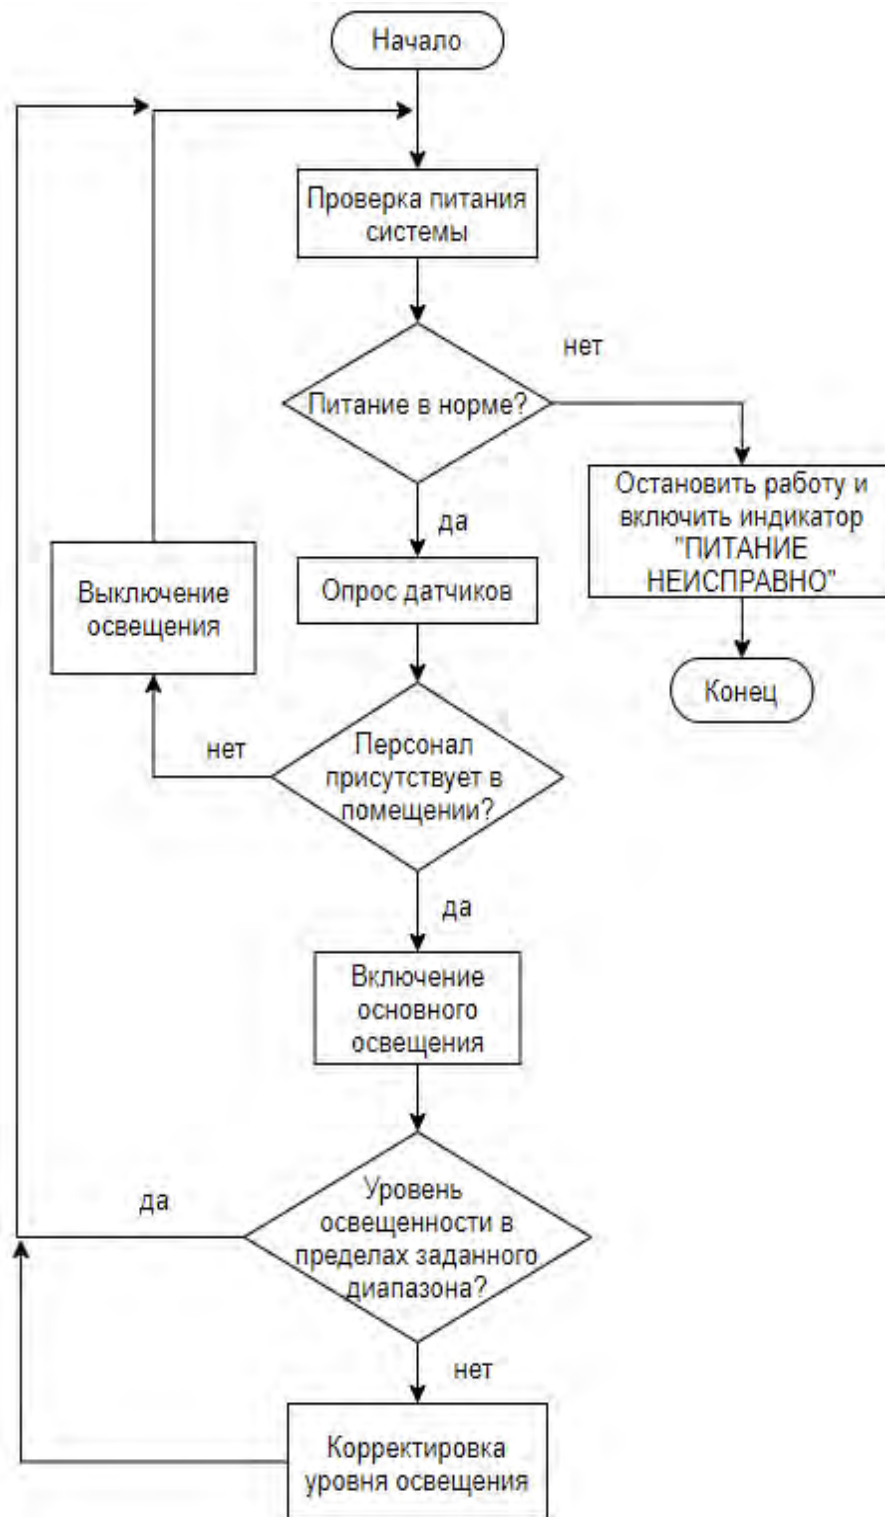 Начало
Проверка питания
системы
нет
Питание в норме?
Остановить работу и
включить индикатор
"ПИТАНИЕ
НЕИСПРАВНО"
да
Опрос датчиков
Выключение
освещения
Конец
нет
Персонал
присутствует в
помещении?
да
Включение
основного
освещения
да
Уровень
освещенности в
пределах заданного
диапазона?
нет
Корректировка
уровня освещения